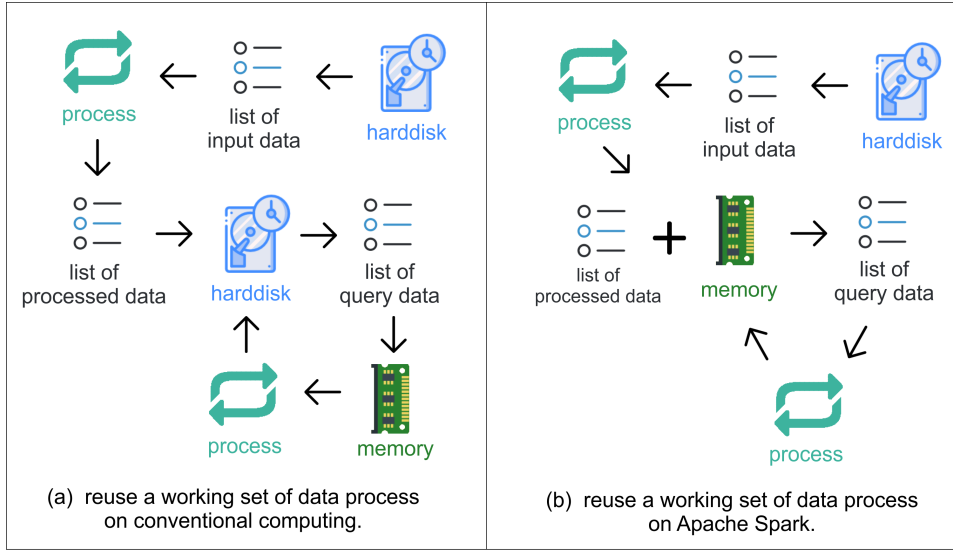 process
list of
input data
harddisk
list of
processed data
harddisk
list of
query data
process
memory
(a) reuse a working set of data process
on conventional computing.
process
list of
input data
harddisk
list of
processed data
memory
list of
query data
process
(b) reuse a working set of data process
on Apache Spark.